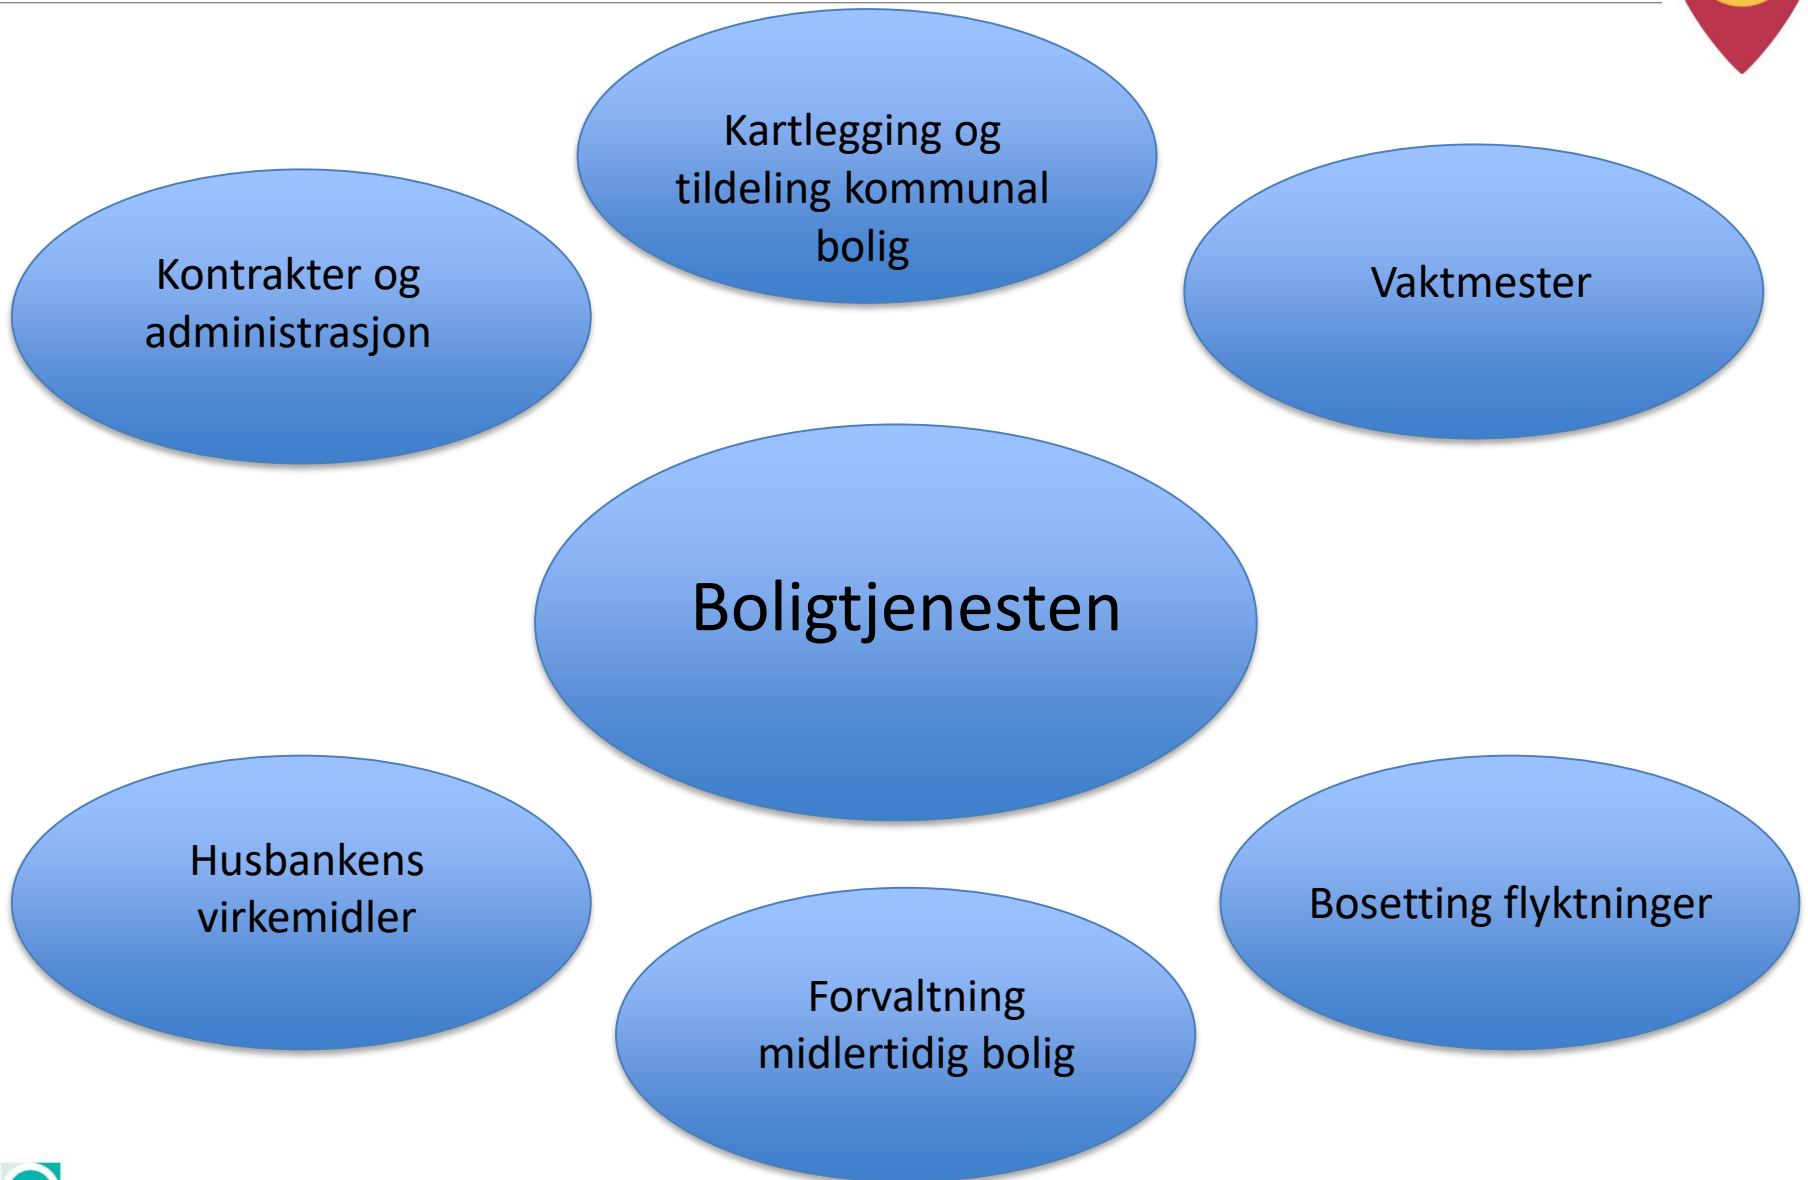 Kartlegging og
tildeling kommunal
bolig
Kontrakter og
administrasjon
Vaktmester
Boligtjenesten
Husbankens
virkemidler
Bosetting flyktninger
Forvaltning
midlertidig bolig